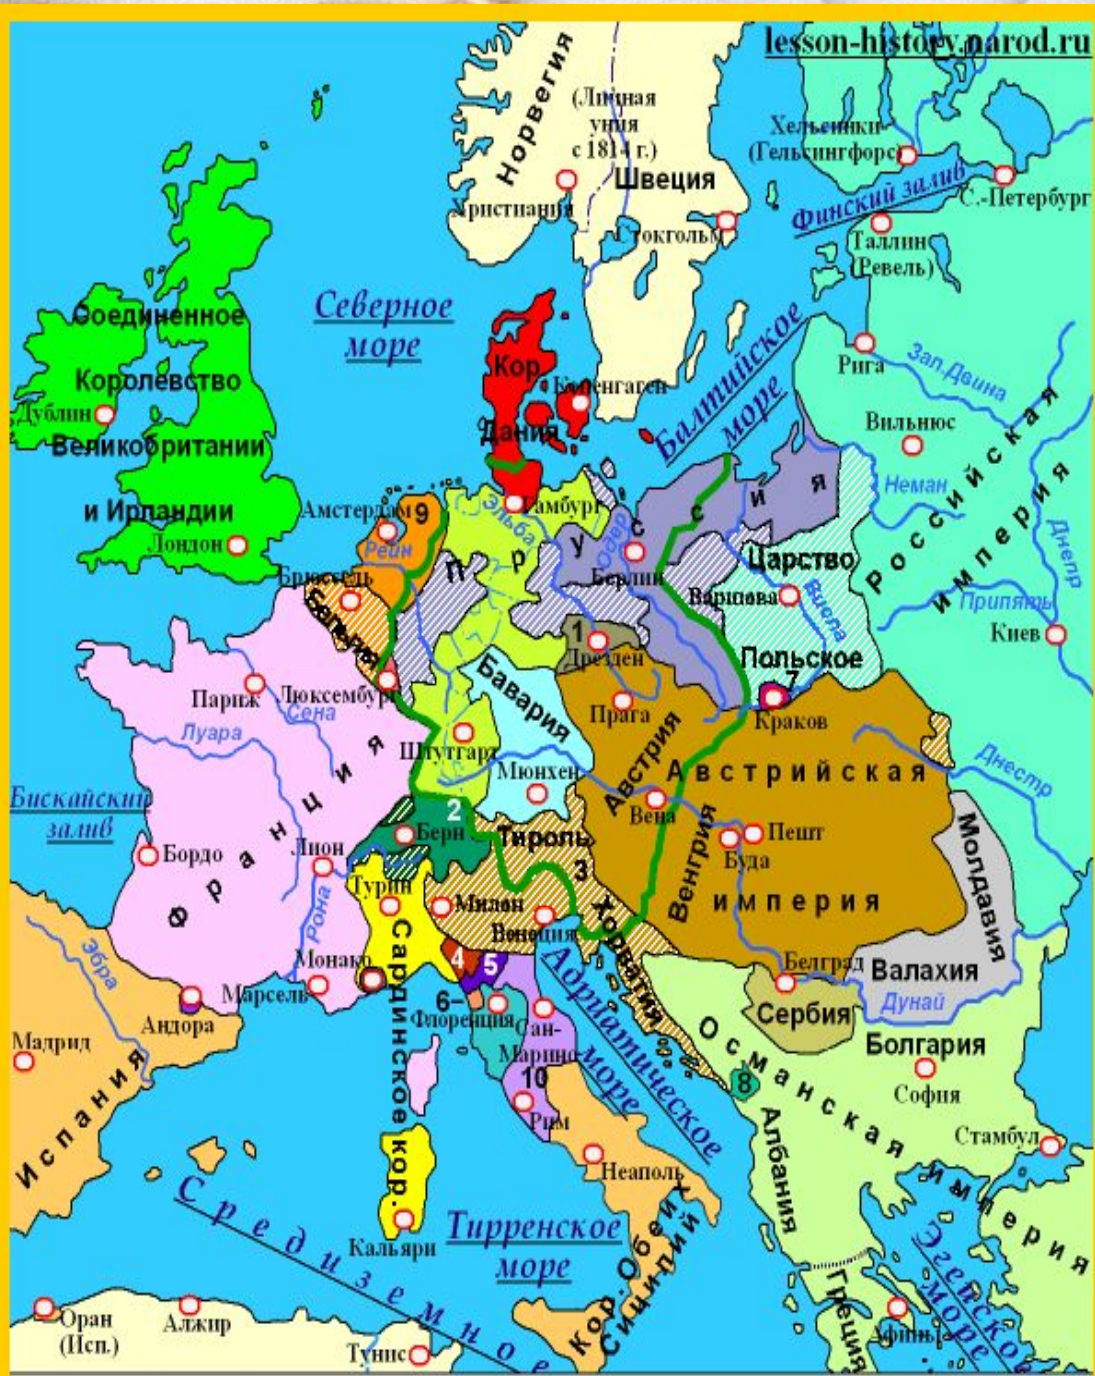 lesson-history.narod.ru
Норвегия
(Личная
уния
с 1814 г.)
Швеция
Христиания
Стокгольм
Хельсинки
(Гельсингфорс)
Финский залив
С.-Петербург
Таллин
(Ревель)
Рига
Зап.Двина
Вильнюс
Неман
Российская
империя
Днепр
Припять
Киев
Северное
море
Балтийское
море
Соединенное
Королевство
Великобритании
и Ирландии
Дублин
Лондон
Кор.
Дания
Копенгаген
Гамбург
Эльба
Амстердам
9
Рейн
Брюссель
Бельгия
Люксембург
Пруссия
Одер
Берлин
Царство
Польское
Варшава
Висла
1
Дрезден
7
Краков
Прага
Бавария
Штутгарт
Мюнхен
Австрия
Австрийская
империя
Вена
Венгрия
Пешт
Буда
Днестр
Молдавия
Валахия
Дунай
Белград
Сербия
Болгария
София
Париж
Сена
Луара
Франция
Бискайский
залив
Бордо
Лион
Рона
Марсель
Монако
2
Берн
Тироль
3
Турин
Милан
Венеция
Хорватия
Сардинское кор.
4
5
6–
Флоренция
Сан-
Марино
10
Рим
Адриатическое
море
8
Османская империя
Албания
Стамбул
Греция
Афины
Эгейское
море
Эбра
Андора
Мадрид
Испания
Средиземное
Тирренское
море
Кальяри
Неаполь
Кор. Обеих
Сицилий
Оран
(Исп.)
Алжир
Тунис